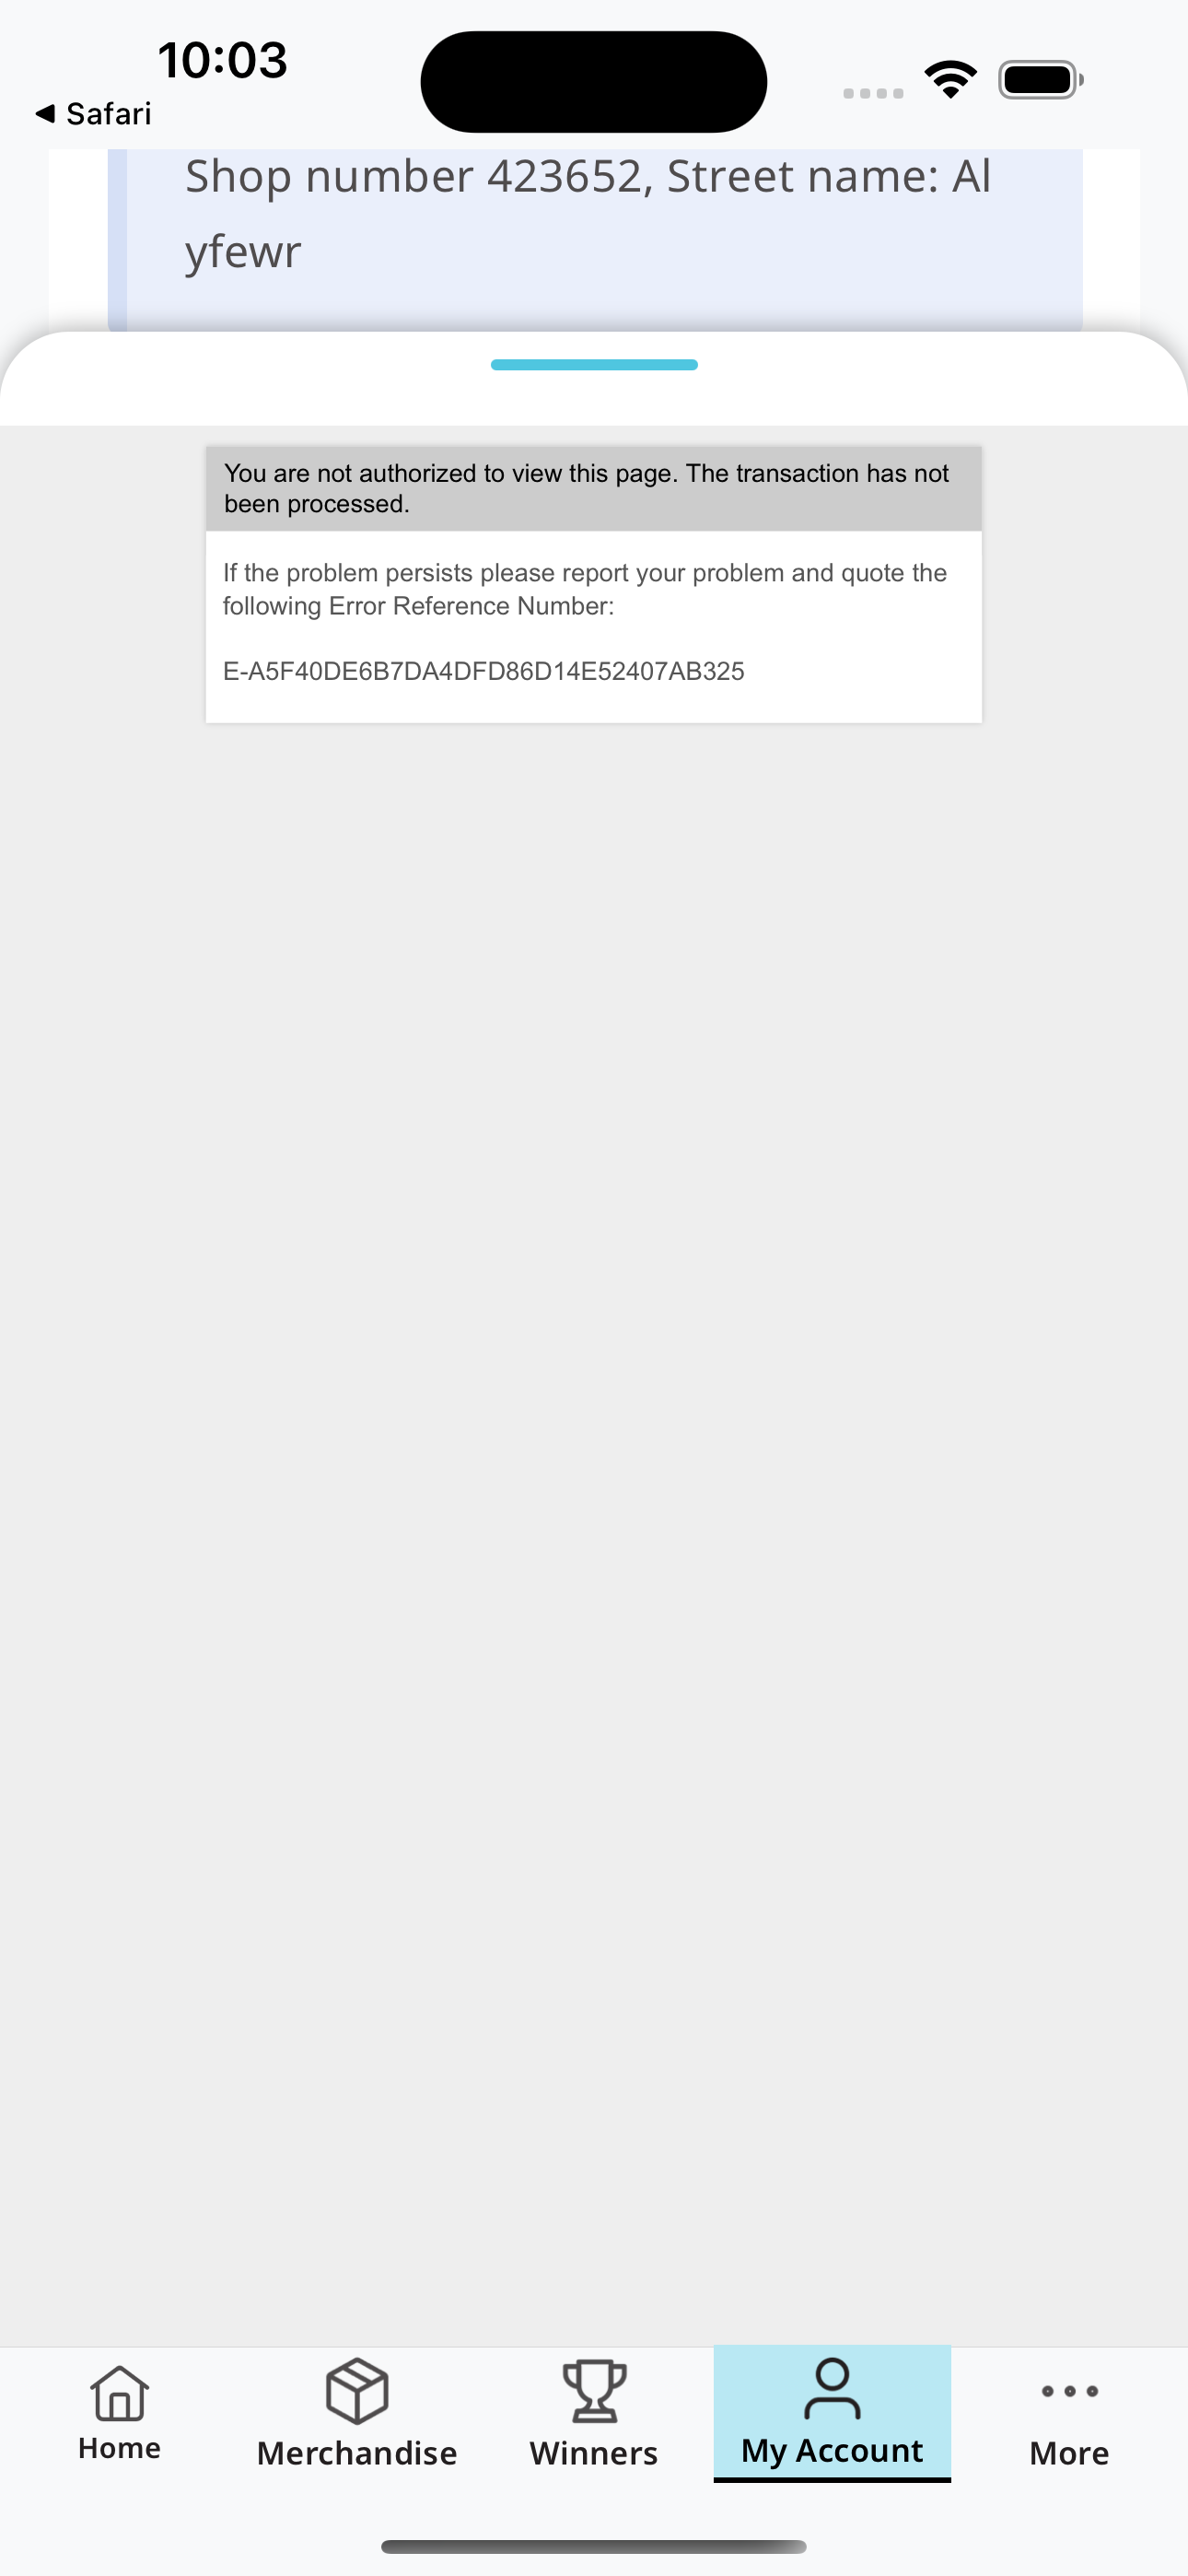 10:03
Safari
Shop number 423652, Street name: Al
yfewr
You are not authorized to view this page. The transaction has not
been processed.
If the problem persists please report your problem and quote the
following Error Reference Number:
E-A5F40DE6B7DA4DFD86D14E52407AB325
Home
Merchandise
Winners
My Account
More